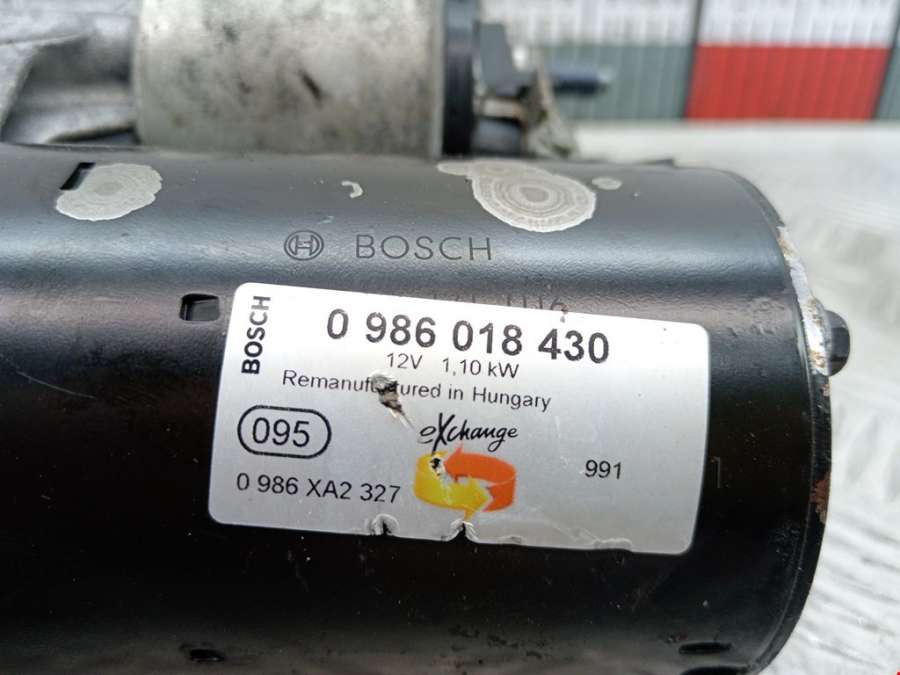 BOSCH
BOSCH
0 986 018 430
12V 1,10 kW
Remanufactured in Hungary
095
eXchange
991
0 986 XA2 327